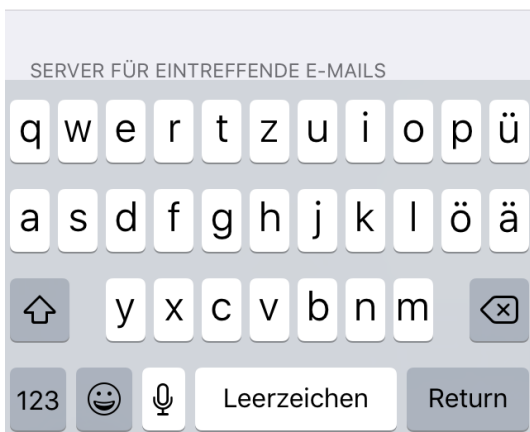 SERVER FÜR EINTREFFENDE E-MAILS
q w e r t z u i o p ü
a s d f g h j k l ö ä
y x c v b n m
123 Leerzeichen Return